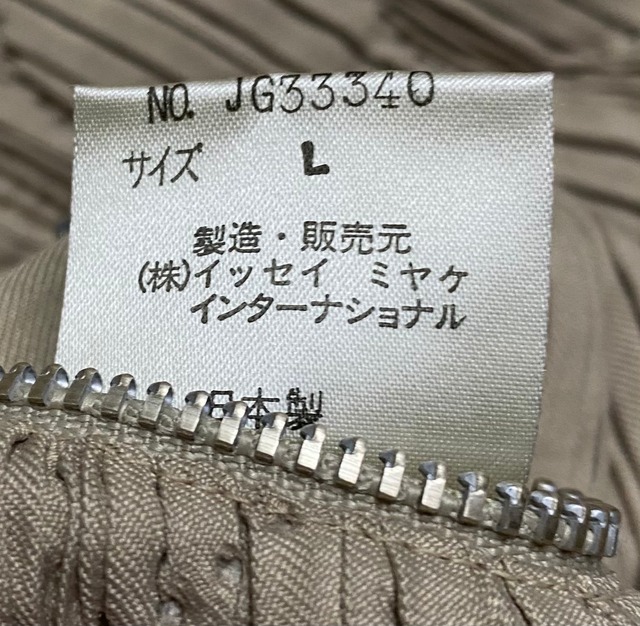 NO. JG33340
サイズ L
製造・販売元
(株)イッセイ ミヤケ
インターナショナル
日本製